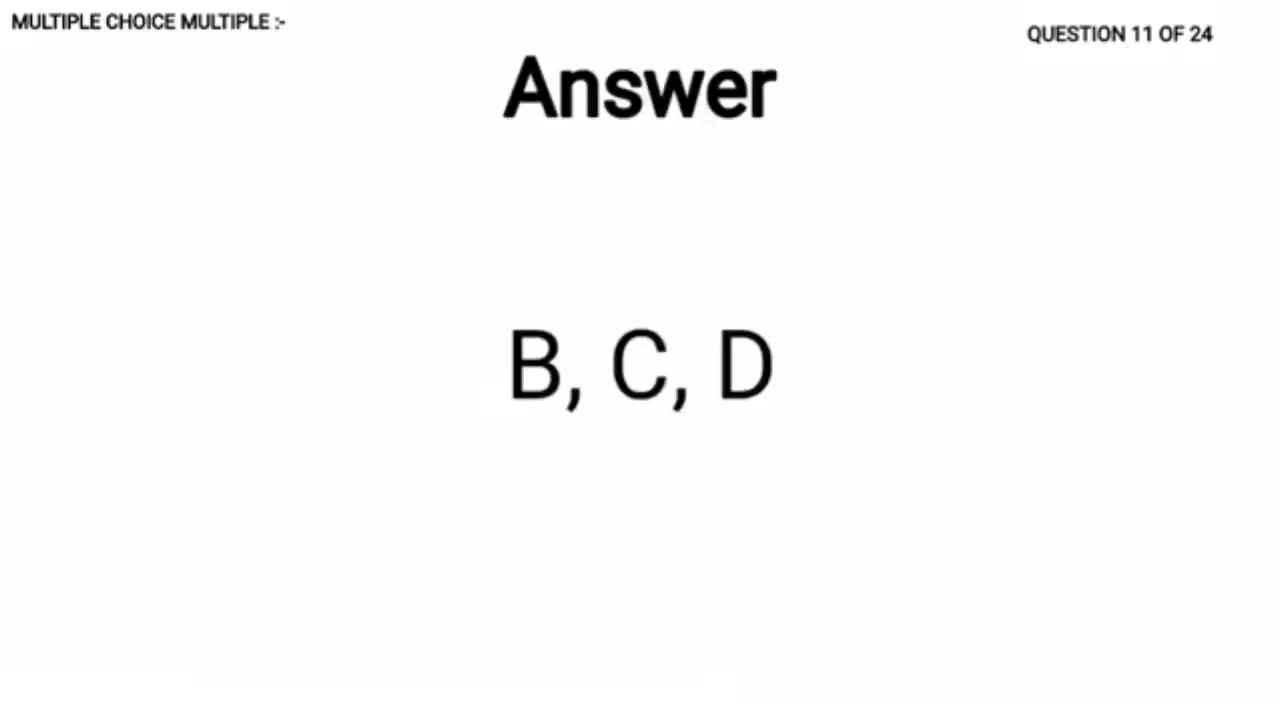 MULTIPLE CHOICE MULTIPLE :-
QUESTION 11 OF 24
Answer
B, C, D